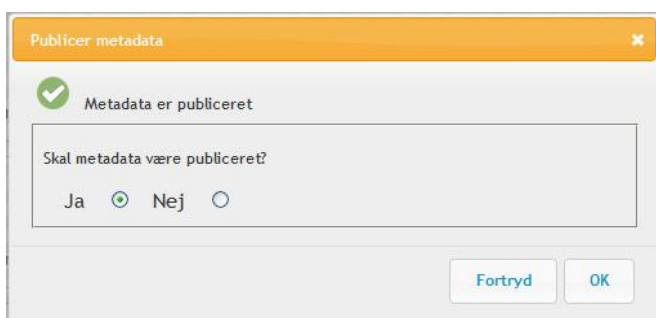 Publicer metadata
Metadata er publiceret
Skal metadata være publiceret?
Ja Nej
Fortryd OK